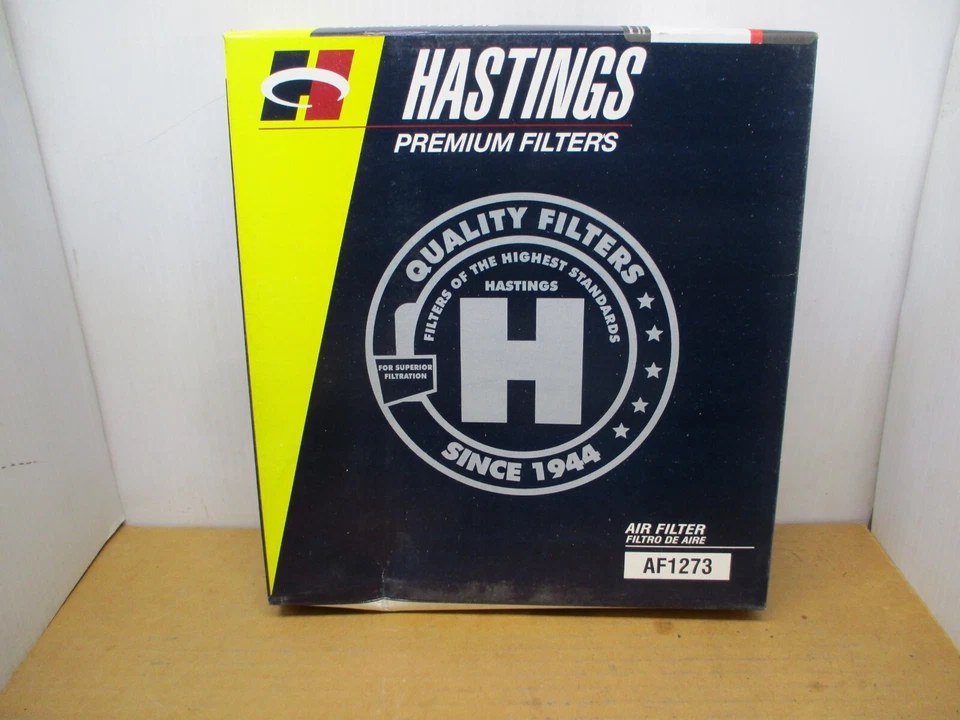 H
HASTINGS
PREMIUM FILTERS
QUALITY FILTERS
FILTERS OF THE HIGHEST STANDARDS
HASTINGS
H
FOR SUPERIOR
FILTRATION
SINCE 1944
AIR FILTER
FILTRO DE AIRE
AF1273